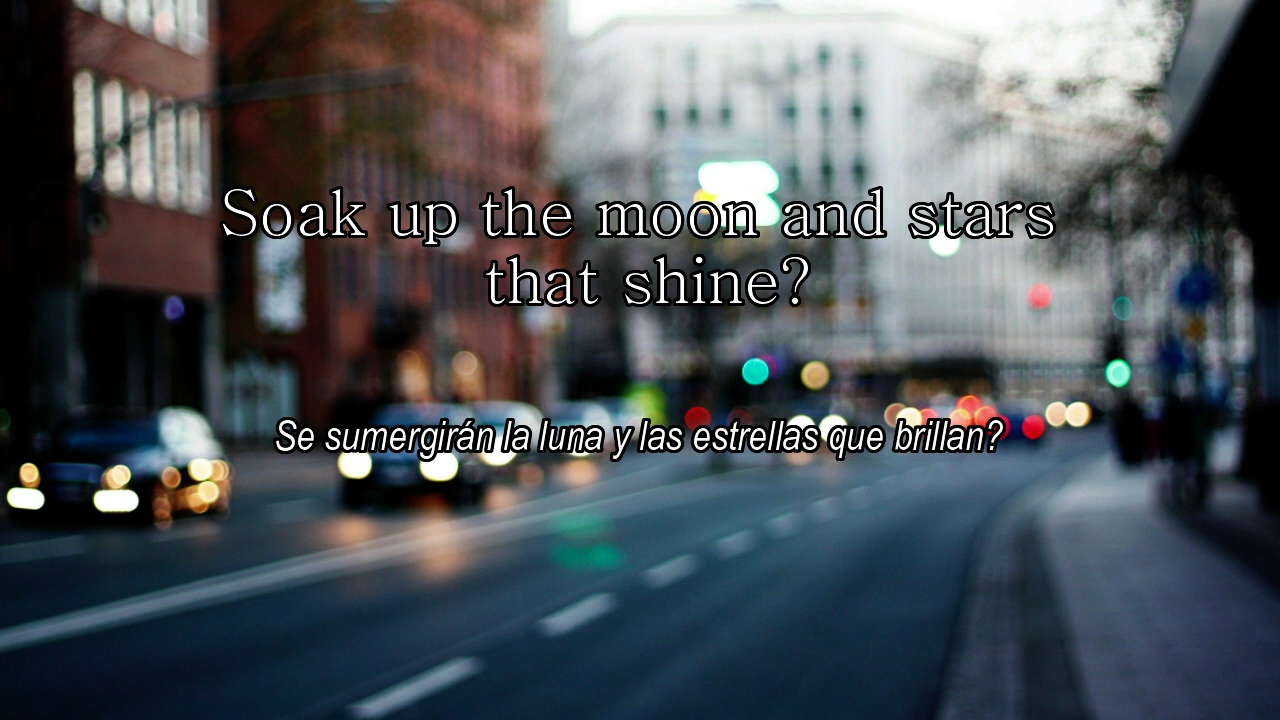 Soak up the moon and stars
that shine?
Se sumergirán la luna y las estrellas que brillan?